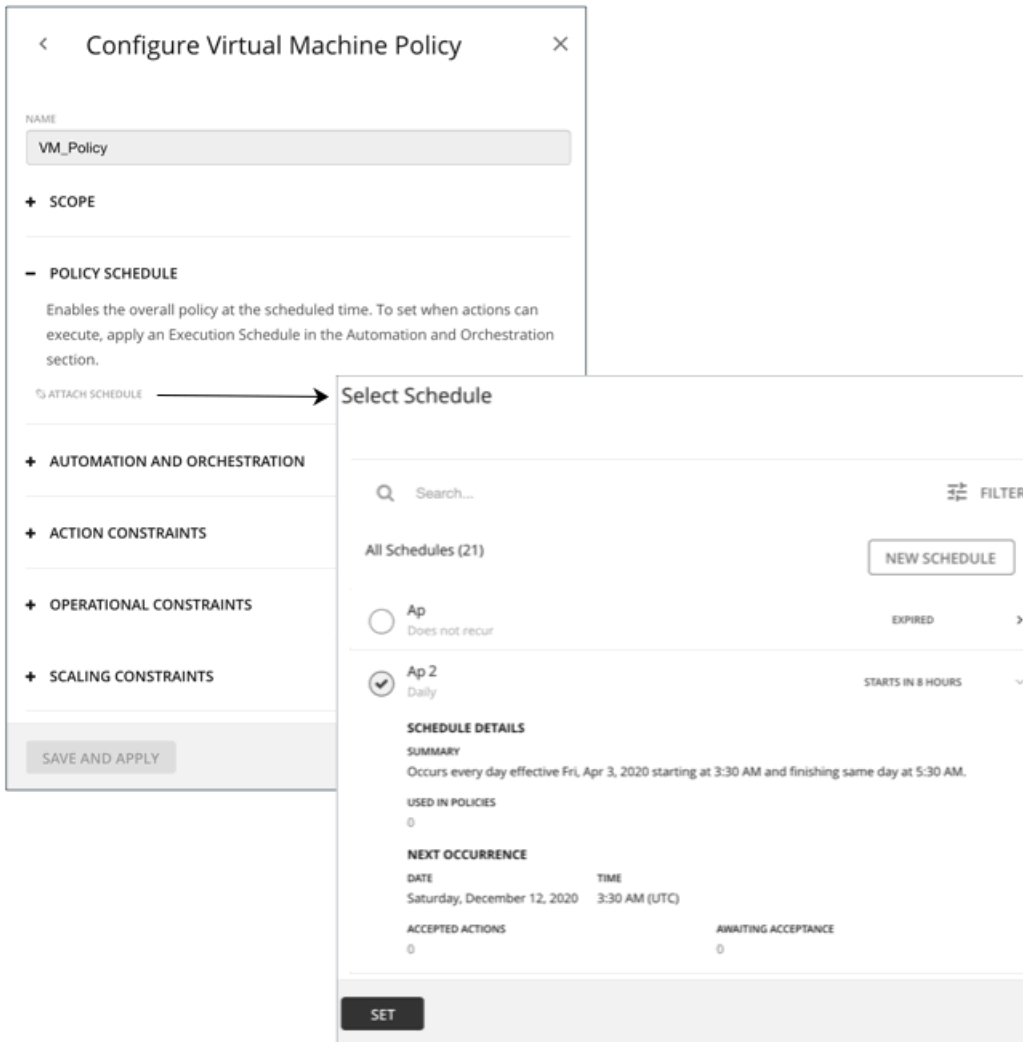 Configure Virtual Machine Policy
NAME
VM_Policy
SCOPE
POLICY SCHEDULE
Enables the overall policy at the scheduled time. To set when actions can
execute, apply an Execution Schedule in the Automation and Orchestration
section.
ATTACH SCHEDULE
AUTOMATION AND ORCHESTRATION
ACTION CONSTRAINTS
OPERATIONAL CONSTRAINTS
SCALING CONSTRAINTS
SAVE AND APPLY
Select Schedule
Search...
FILTER
All Schedules (21)
NEW SCHEDULE
Ap
Does not recur
EXPIRED
Ap 2
Daily
STARTS IN 8 HOURS
SCHEDULE DETAILS
SUMMARY
Occurs every day effective Fri, Apr 3, 2020 starting at 3:30 AM and finishing same day at 5:30 AM.
USED IN POLICIES
0
NEXT OCCURRENCE
DATE TIME
Saturday, December 12, 2020 3:30 AM (UTC)
ACCEPTED ACTIONS AWAITING ACCEPTANCE
0 0
SET